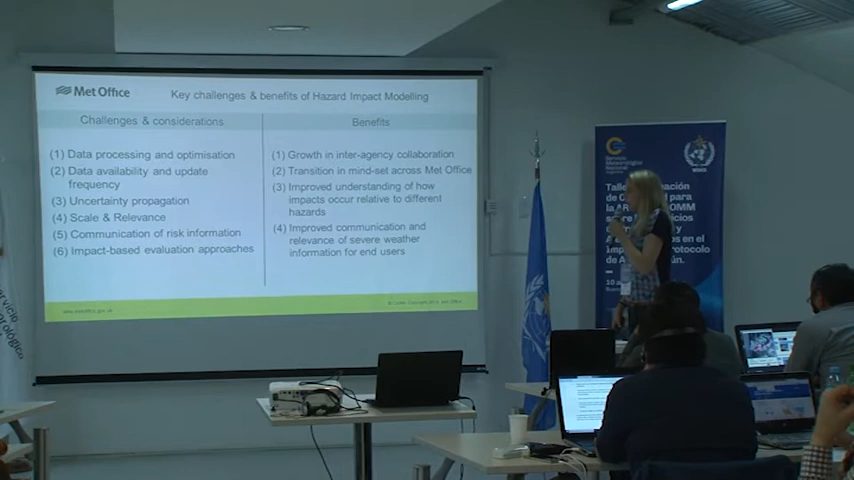 Met Office
Key challenges & benefits of Hazard Impact Modelling
Challenges & considerations
Benefits
(1) Data processing and optimisation
(2) Data availability and update
frequency
(3) Uncertainty propagation
(4) Scale & Relevance
(5) Communication of risk information
(6) Impact-based evaluation approaches
(1) Growth in inter-agency collaboration
(2) Transition in mind-set across Met Office
(3) Improved understanding of how
impacts occur relative to different
hazards
(4) Improved communication and
relevance of severe weather
information for end users
Servicio
Meteorológico
Nacional
Taller
para